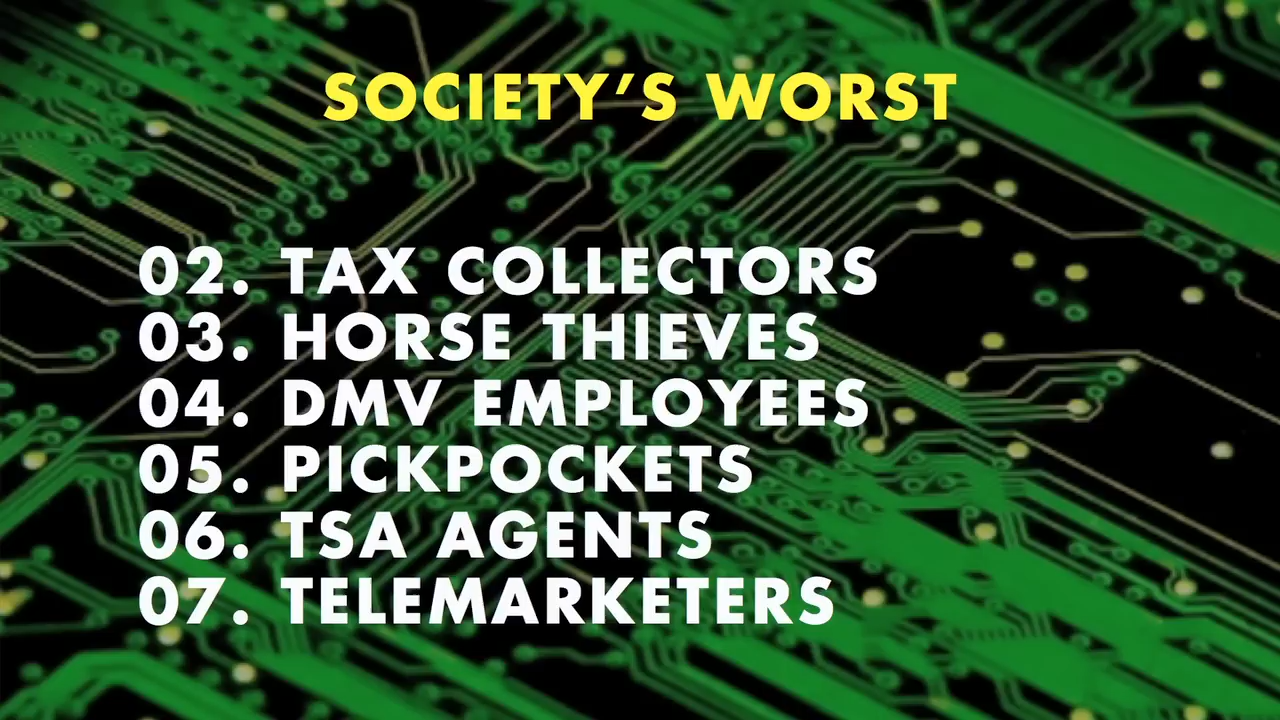 SOCIETY’S WORST
02. TAX COLLECTORS
03. HORSE THIEVES
04. DMV EMPLOYEES
05. PICKPOCKETS
06. TSA AGENTS
07. TELEMARKETERS